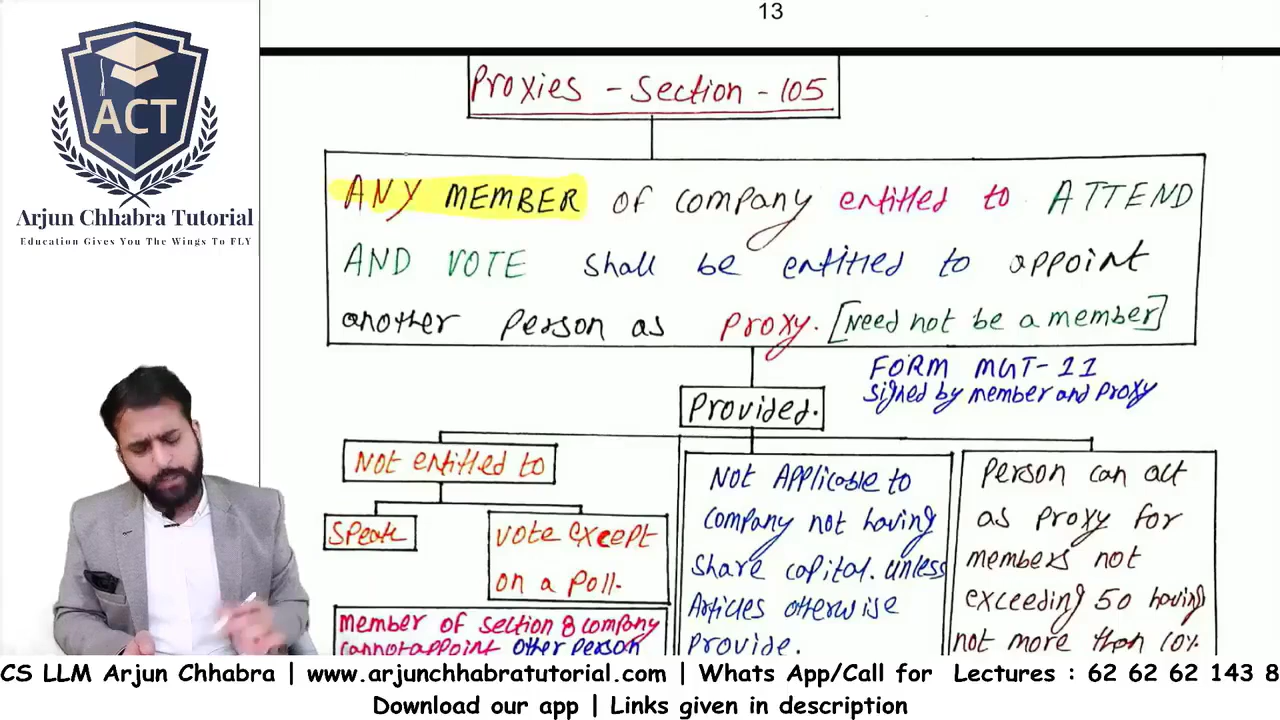 13
ACT
Arjun Chhabra Tutorial
Education Gives You The Wings To FLY
Proxies - Section - 105
ANY MEMBER of company entitled to ATTEND
AND VOTE shall be entitled to appoint
another person as proxy. [Need not be a member]
FORM MGT-11
signed by member and proxy
Provided.
Not entitled to
Speak
vote except
on a poll.
member of section 8 company
cannot appoint other person
Not Applicable to
company not having
share capital. unless
Articles otherwise
provide.
Person can act
as proxy for
members not
exceeding 50 having
not more than 10%
CS LLM Arjun Chhabra | www.arjunchhabratutorial.com | Whats App/Call for Lectures : 62 62 62 143 8
Download our app | Links given in description